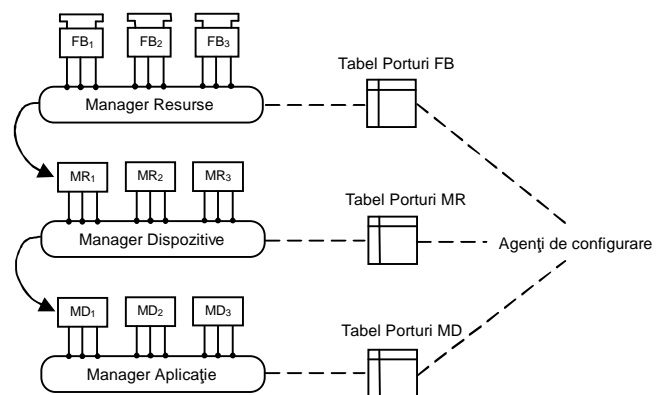 FB1 FB2 FB3
Tabel Porturi FB
Manager Resurse
MR1 MR2 MR3
Tabel Porturi MR
Manager Dispozitive
Agenţi de configurare
MD1 MD2 MD3
Tabel Porturi MD
Manager Aplicaţie